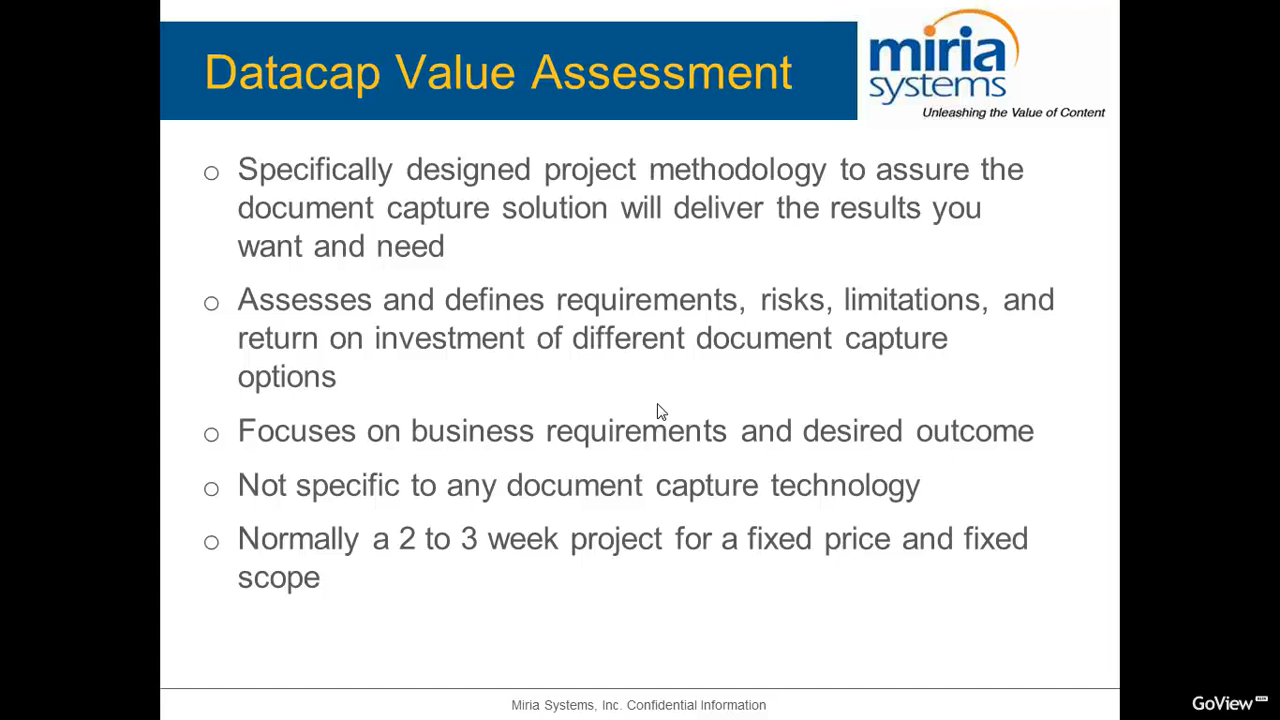 Datacap Value Assessment
miria
systems
Unleashing the Value of Content
o Specifically designed project methodology to assure the
document capture solution will deliver the results you
want and need
o Assesses and defines requirements, risks, limitations, and
return on investment of different document capture
options
o Focuses on business requirements and desired outcome
o Not specific to any document capture technology
o Normally a 2 to 3 week project for a fixed price and fixed
scope
Miria Systems, Inc. Confidential Information
GoView